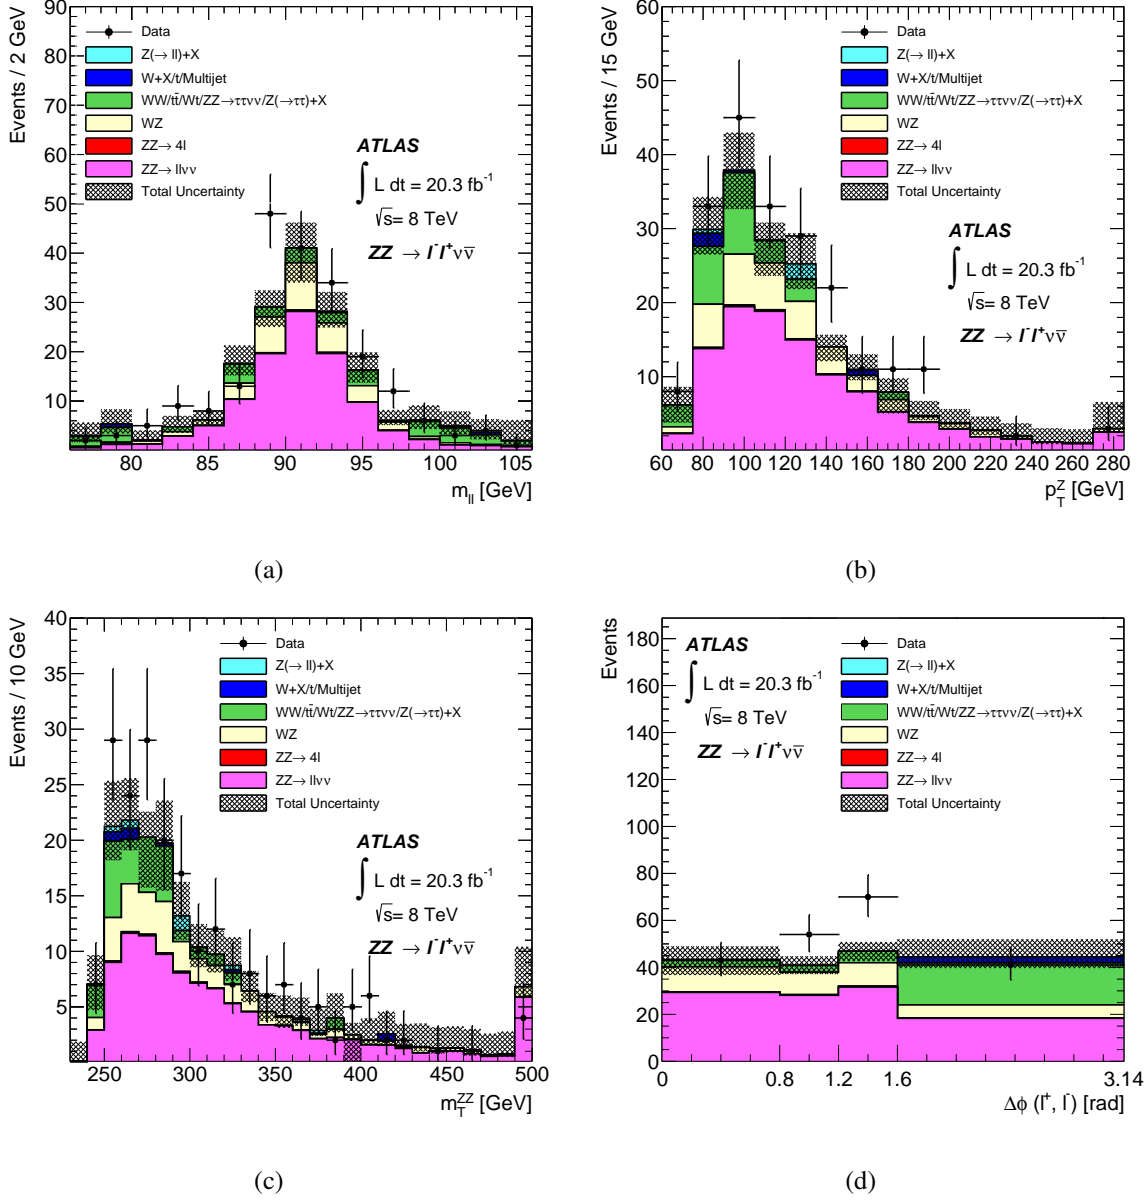 Events / 2 GeV
90
80
70
60
50
40
30
20
10
Data
Z(→ ll)+X
W+X/t/Multijet
WW/tt̄/Wt/ZZ→ττνν/Z(→ττ)+X
WZ
ZZ→ 4l
ZZ→ llνν
Total Uncertainty
ATLAS
∫ L dt = 20.3 fb⁻¹
√s= 8 TeV
ZZ → l⁻l⁺νν̄
80 85 90 95 100 105
m_ll [GeV]
(a)
Events / 15 GeV
60
50
40
30
20
10
Data
Z(→ ll)+X
W+X/t/Multijet
WW/tt̄/Wt/ZZ→ττνν/Z(→ττ)+X
WZ
ZZ→ 4l
ZZ→ llνν
Total Uncertainty
ATLAS
∫ L dt = 20.3 fb⁻¹
√s= 8 TeV
ZZ → l⁻l⁺νν̄
60 80 100 120 140 160 180 200 220 240 260 280
p_T^Z [GeV]
(b)
Events / 10 GeV
40
35
30
25
20
15
10
5
Data
Z(→ ll)+X
W+X/t/Multijet
WW/tt̄/Wt/ZZ→ττνν/Z(→ττ)+X
WZ
ZZ→ 4l
ZZ→ llνν
Total Uncertainty
ATLAS
∫ L dt = 20.3 fb⁻¹
√s= 8 TeV
ZZ → l⁻l⁺νν̄
250 300 350 400 450 500
m_T^ZZ [GeV]
(c)
Events
180
160
140
120
100
80
60
40
20
0
ATLAS
∫ L dt = 20.3 fb⁻¹
√s= 8 TeV
ZZ → l⁻l⁺νν̄
Data
Z(→ ll)+X
W+X/t/Multijet
WW/tt̄/Wt/ZZ→ττνν/Z(→ττ)+X
WZ
ZZ→ 4l
ZZ→ llνν
Total Uncertainty
0 0.8 1.2 1.6 3.14
Δϕ (l⁺, l⁻) [rad]
(d)